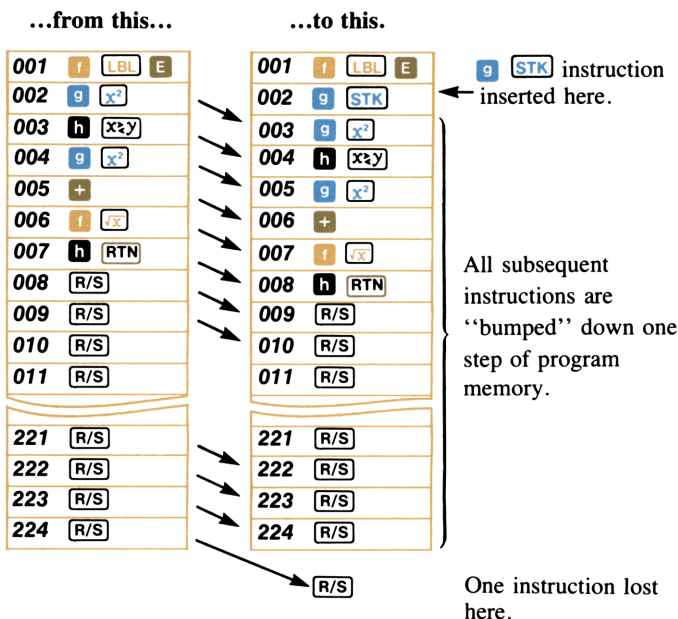 ...from this...
...to this.
001 f LBL E
002 g x²
003 h x⇄y
004 g x²
005 +
006 f √x
007 h RTN
008 R/S
009 R/S
010 R/S
011 R/S
221 R/S
222 R/S
223 R/S
224 R/S
001 f LBL E
002 g STK
003 g x²
004 h x⇄y
005 g x²
006 +
007 f √x
008 h RTN
009 R/S
010 R/S
011 R/S
221 R/S
222 R/S
223 R/S
224 R/S
R/S
g STK instruction
inserted here.
All subsequent
instructions are
‘‘bumped’’ down one
step of program
memory.
One instruction lost
here.